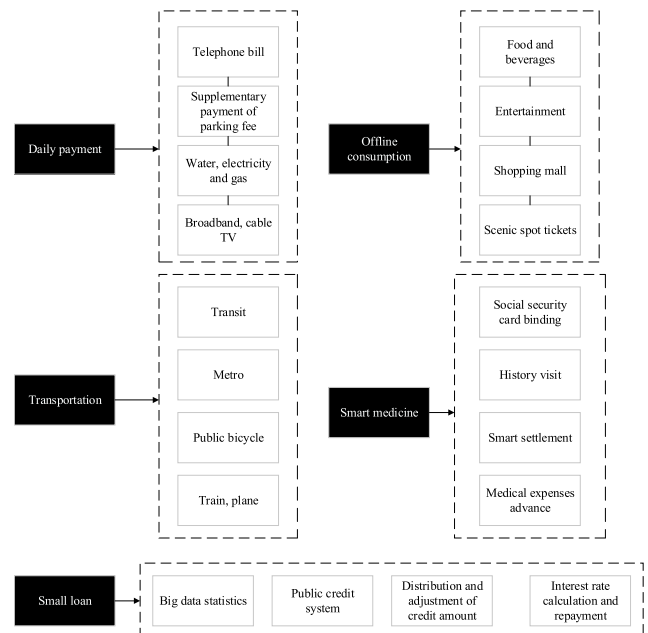 Daily payment
Telephone bill
Supplementary
payment of
parking fee
Water, electricity
and gas
Broadband, cable
TV
Offline
consumption
Food and
beverages
Entertainment
Shopping mall
Scenic spot tickets
Transportation
Transit
Metro
Public bicycle
Train, plane
Smart medicine
Social security
card binding
History visit
Smart settlement
Medical expenses
advance
Small loan
Big data statistics
Public credit
system
Distribution and
adjustment of
credit amount
Interest rate
calculation and
repayment